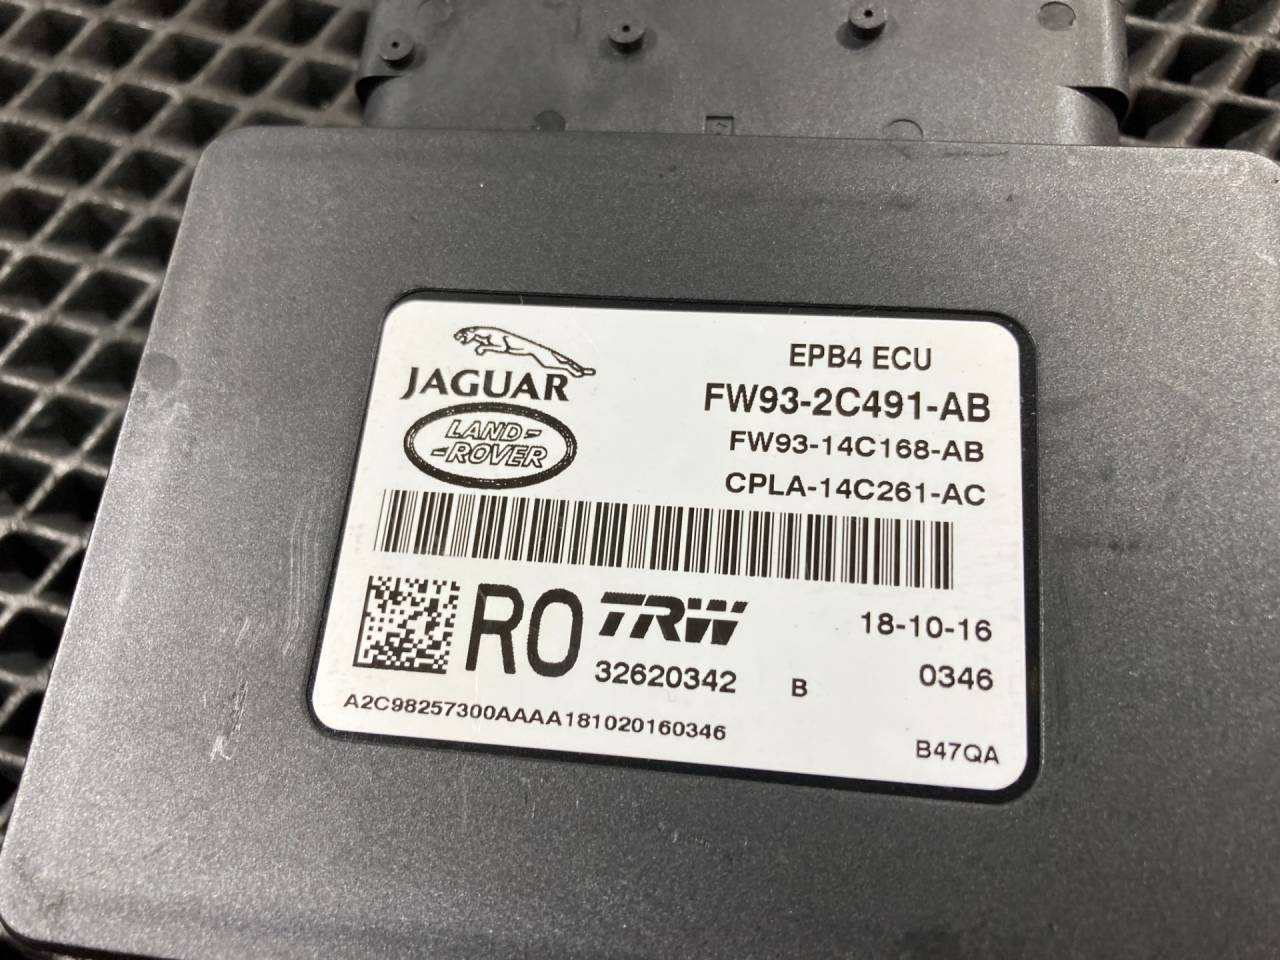 JAGUAR
LAND-
-ROVER
EPB4 ECU
FW93-2C491-AB
FW93-14C168-AB
CPLA-14C261-AC
R0 TRW 18-10-16
32620342 B 0346
A2C98257300AAAA181020160346
B47QA